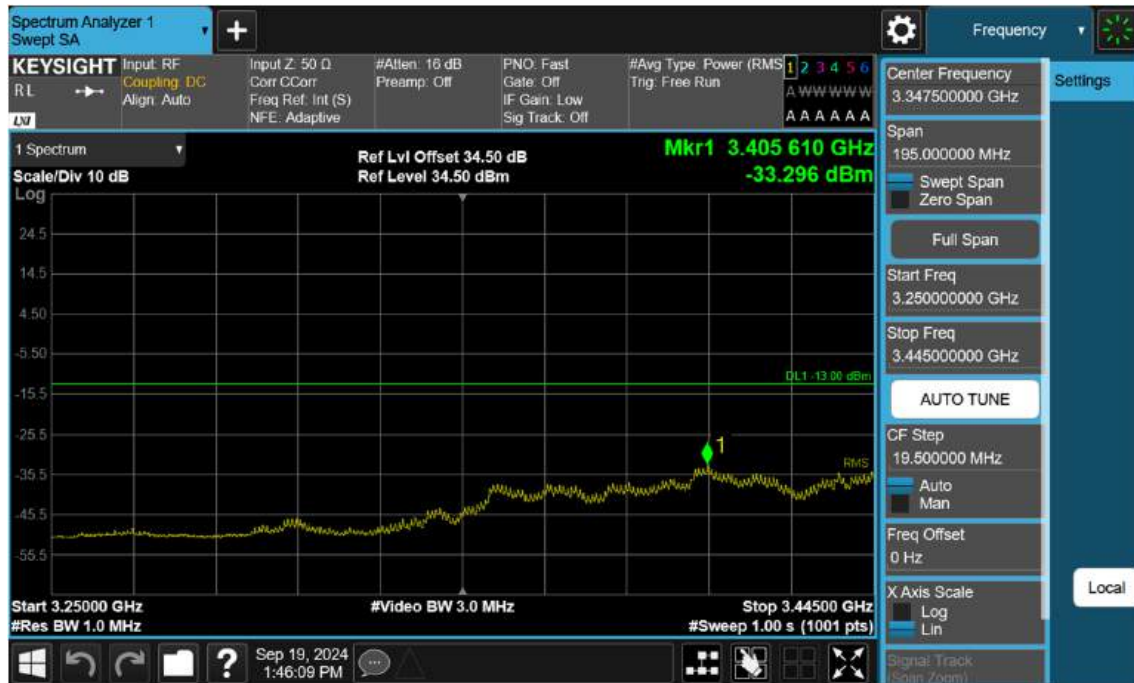 Spectrum Analyzer 1
Swept SA
Frequency
KEYSIGHT
RL
LXI
Input: RF
Coupling: DC
Align: Auto
Input Z: 50 Ω
Corr CCorr
Freq Ref: Int (S)
NFE: Adaptive
#Atten: 16 dB
Preamp: Off
PNO: Fast
Gate: Off
IF Gain: Low
Sig Track: Off
#Avg Type: Power (RMS
Trig: Free Run
1 2 3 4 5 6
A W W W W W
A A A A A A
1 Spectrum
Scale/Div 10 dB
Log
Ref Lvl Offset 34.50 dB
Ref Level 34.50 dBm
Mkr1 3.405 610 GHz
-33.296 dBm
24.5
14.5
4.50
-5.50
DL1 -13.00 dBm
-15.5
-25.5
1
RMS
-35.5
-45.5
-55.5
Start 3.25000 GHz
#Video BW 3.0 MHz
Stop 3.44500 GHz
#Res BW 1.0 MHz
#Sweep 1.00 s (1001 pts)
Sep 19, 2024
1:46:09 PM
Center Frequency
3.347500000 GHz
Settings
Span
195.000000 MHz
Swept Span
Zero Span
Full Span
Start Freq
3.250000000 GHz
Stop Freq
3.445000000 GHz
AUTO TUNE
CF Step
19.500000 MHz
Auto
Man
Freq Offset
0 Hz
X Axis Scale
Log
Lin
Local
Signal Track
(Span Zoom)